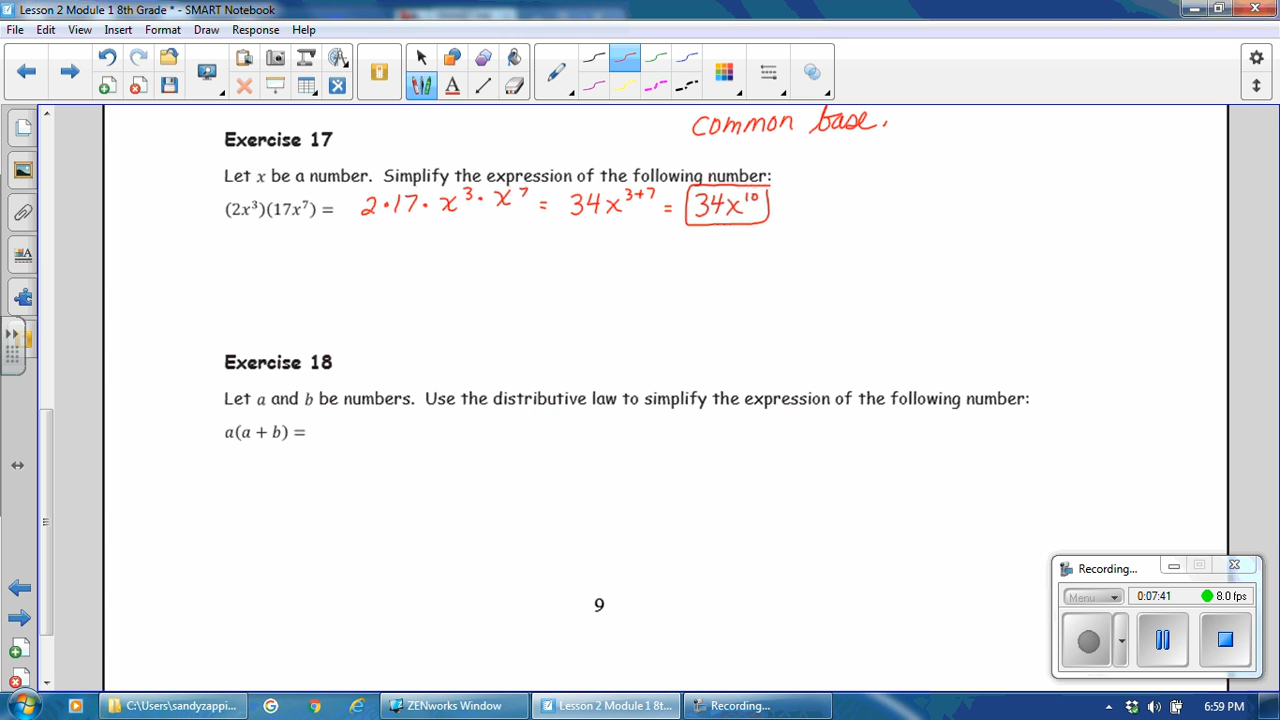 Lesson 2 Module 1 8th Grade * - SMART Notebook
File Edit View Insert Format Draw Response Help
common base.
Exercise 17
Let x be a number. Simplify the expression of the following number:
(2x³)(17x⁷) = 2 · 17 · x³ · x⁷ = 34x³⁺⁷ = 34x¹⁰
Exercise 18
Let a and b be numbers. Use the distributive law to simplify the expression of the following number:
a(a + b) =
9
Recording...
Menu 0:07:41 8.0 fps
C:\Users\sandyzappi... ZENworks Window Lesson 2 Module 1 8t... Recording... 6:59 PM